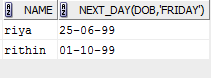 NAME NEXT_DAY(DOB,'FRIDAY')
riya 25-06-99
rithin 01-10-99